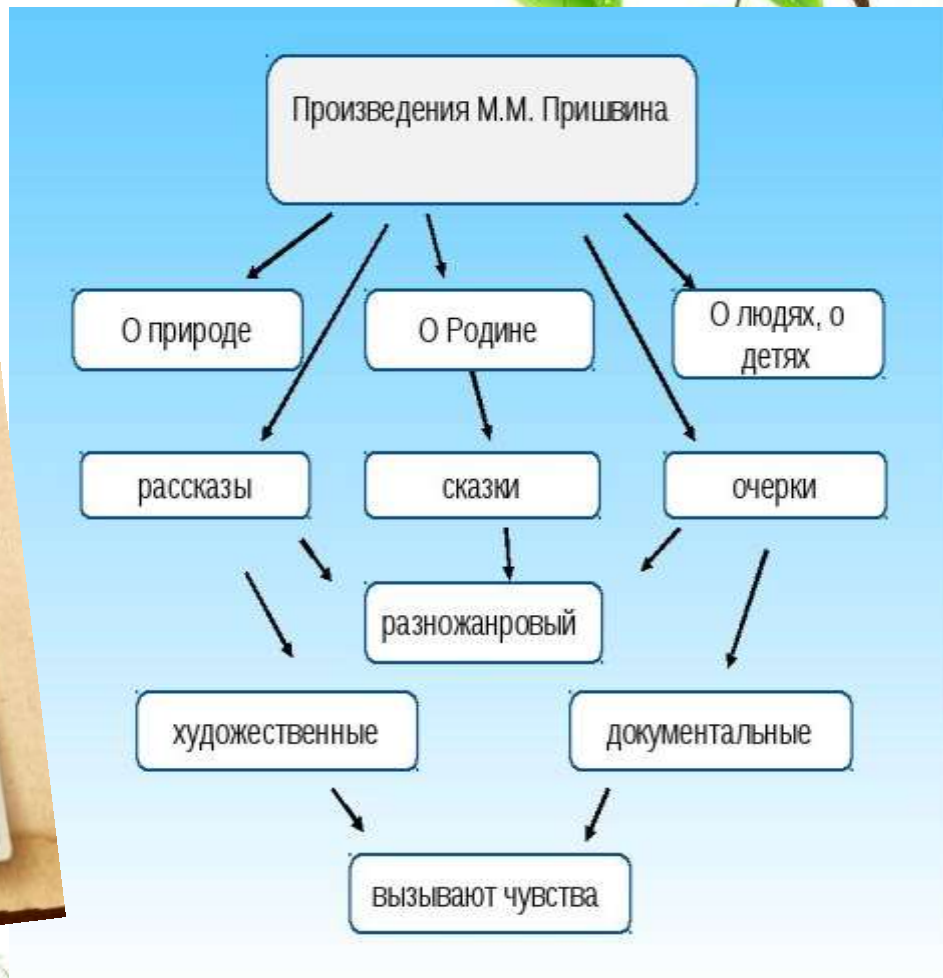 Произведения М.М. Пришвина
О природе
О Родине
О людях, о
детях
рассказы
сказки
очерки
разножанровый
художественные
документальные
вызывают чувства